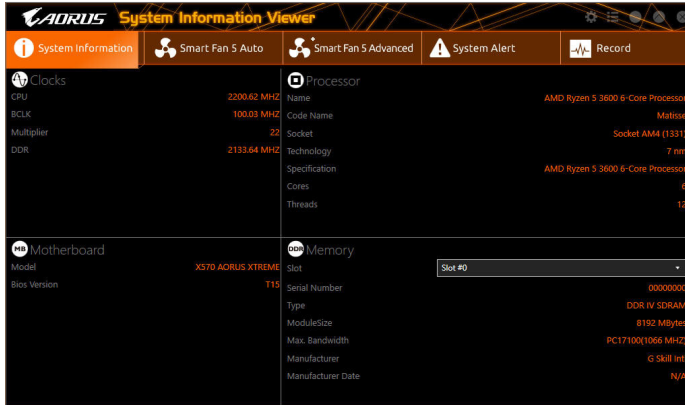 AORUS System Information Viewer
System Information
Smart Fan 5 Auto
Smart Fan 5 Advanced
System Alert
Record
Clocks
CPU 2200.62 MHZ
BCLK 100.03 MHZ
Multiplier 22
DDR 2133.64 MHZ
Processor
Name AMD Ryzen 5 3600 6-Core Processor
Code Name Matisse
Socket Socket AM4 (1331)
Technology 7 nm
Specification AMD Ryzen 5 3600 6-Core Processor
Cores 6
Threads 12
MB Motherboard
Model X570 AORUS XTREME
Bios Version T15
DDR Memory
Slot Slot #0
Serial Number 00000000
Type DDR IV SDRAM
ModuleSize 8192 MBytes
Max. Bandwidth PC17100(1066 MHZ)
Manufacturer G Skill Intl
Manufacturer Date N/A